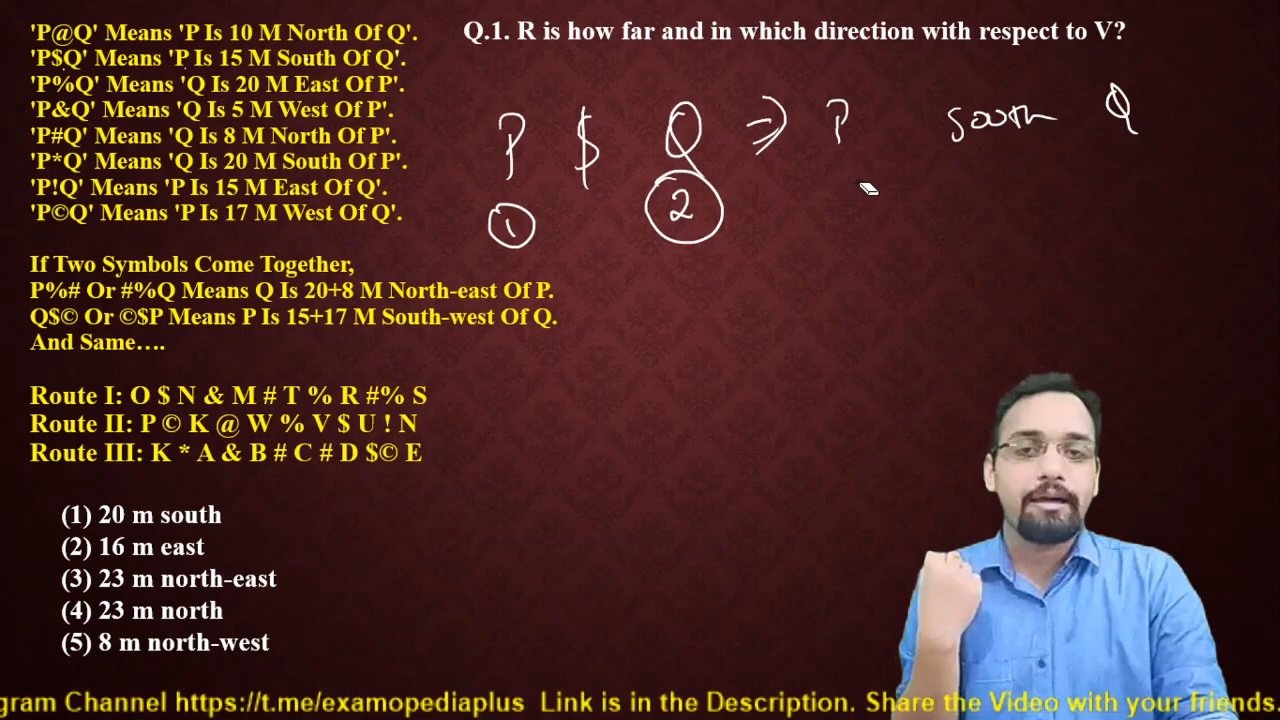 'P@Q' Means 'P Is 10 M North Of Q'.
'P$Q' Means 'P Is 15 M South Of Q'.
'P%Q' Means 'Q Is 20 M East Of P'.
'P&Q' Means 'Q Is 5 M West Of P'.
'P#Q' Means 'Q Is 8 M North Of P'.
'P*Q' Means 'Q Is 20 M South Of P'.
'P!Q' Means 'P Is 15 M East Of Q'.
'P©Q' Means 'P Is 17 M West Of Q'.
If Two Symbols Come Together,
P%# Or #%Q Means Q Is 20+8 M North-east Of P.
Q$© Or ©$P Means P Is 15+17 M South-west Of Q.
And Same….
Route I: O $ N & M # T % R #% S
Route II: P © K @ W % V $ U ! N
Route III: K * A & B # C # D $© E
(1) 20 m south
(2) 16 m east
(3) 23 m north-east
(4) 23 m north
(5) 8 m north-west
Q.1. R is how far and in which direction with respect to V?
P $ Q ⇒ P south Q
1 2
gram Channel https://t.me/examopediaplus Link is in the Description. Share the Video with your friends.